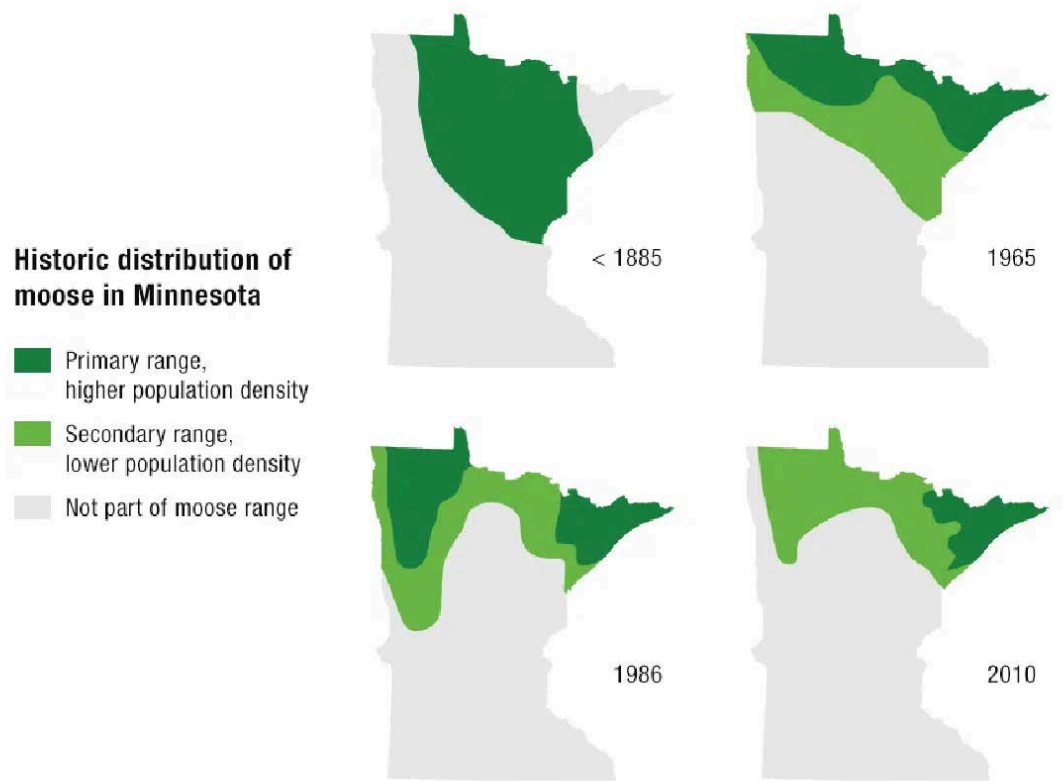 Historic distribution of
moose in Minnesota
Primary range,
higher population density
Secondary range,
lower population density
Not part of moose range
< 1885
1965
1986
2010